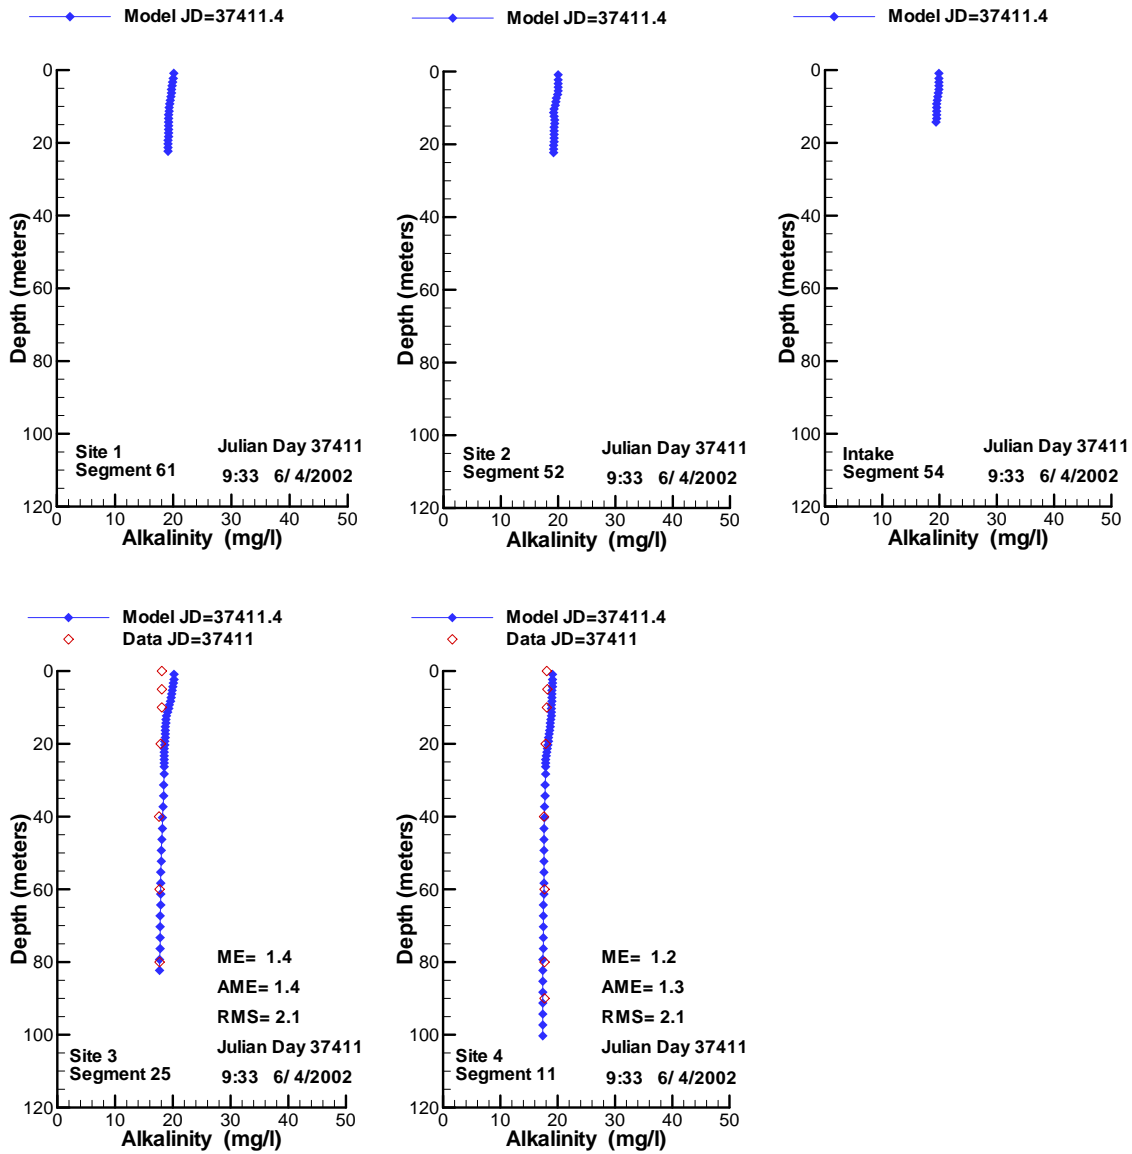 Model JD=37411.4
0
20
40
60
80
100
120
Depth (meters)
Site 1
Segment 61
Julian Day 37411
9:33 6/ 4/2002
0 10 20 30 40 50
Alkalinity (mg/l)
Model JD=37411.4
0
20
40
60
80
100
120
Depth (meters)
Site 2
Segment 52
Julian Day 37411
9:33 6/ 4/2002
0 10 20 30 40 50
Alkalinity (mg/l)
Model JD=37411.4
0
20
40
60
80
100
120
Depth (meters)
Intake
Segment 54
Julian Day 37411
9:33 6/ 4/2002
0 10 20 30 40 50
Alkalinity (mg/l)
Model JD=37411.4
Data JD=37411
0
20
40
60
80
100
120
Depth (meters)
ME= 1.4
AME= 1.4
RMS= 2.1
Site 3
Segment 25
Julian Day 37411
9:33 6/ 4/2002
0 10 20 30 40 50
Alkalinity (mg/l)
Model JD=37411.4
Data JD=37411
0
20
40
60
80
100
120
Depth (meters)
ME= 1.2
AME= 1.3
RMS= 2.1
Site 4
Segment 11
Julian Day 37411
9:33 6/ 4/2002
0 10 20 30 40 50
Alkalinity (mg/l)